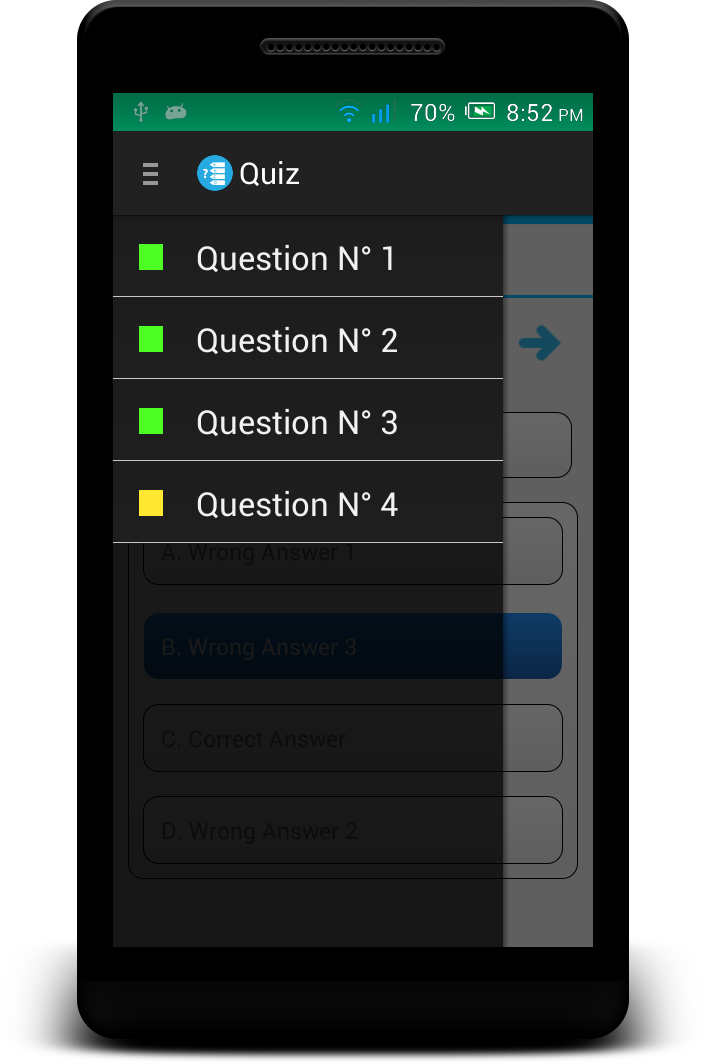 70% 8:52 PM
? Quiz
Question N° 1
Question N° 2
Question N° 3
Question N° 4
A. Wrong Answer 1
B. Wrong Answer 3
C. Correct Answer
D. Wrong Answer 2